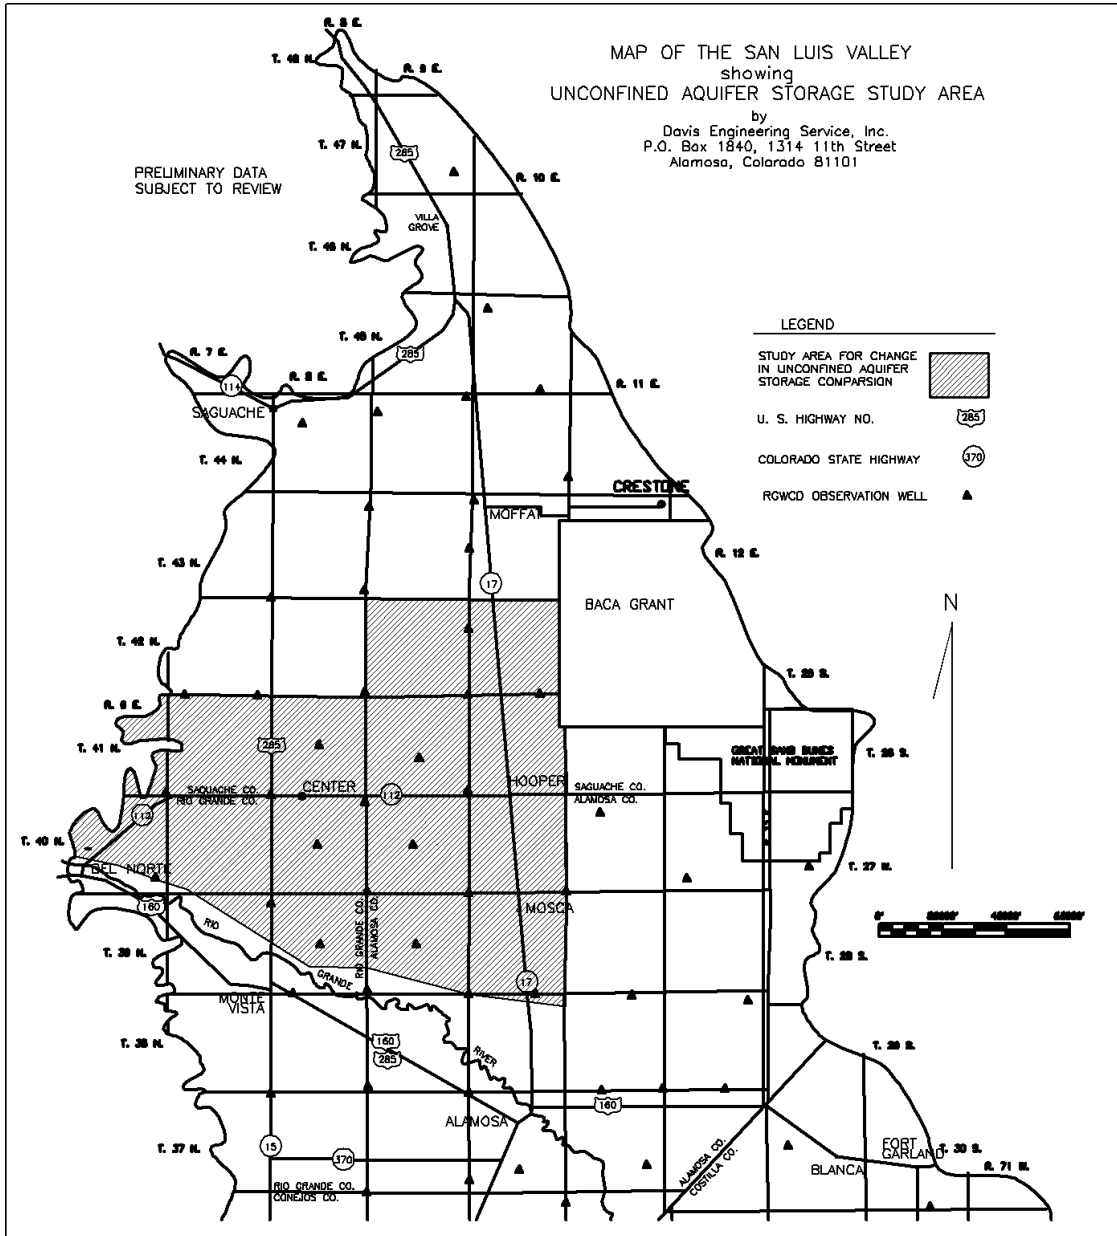 R. 8 E.
T. 48 N.
R. 9 E.
MAP OF THE SAN LUIS VALLEY
showing
UNCONFINED AQUIFER STORAGE STUDY AREA
by
Davis Engineering Service, Inc.
P.O. Box 1840, 1314 11th Street
Alamosa, Colorado 81101
T. 47 N.
285
PRELIMINARY DATA
SUBJECT TO REVIEW
R. 10 E.
VILLA
GROVE
T. 46 N.
T. 45 N.
285
R. 7 E.
R. 8 E.
114
SAGUACHE
R. 11 E.
LEGEND
STUDY AREA FOR CHANGE
IN UNCONFINED AQUIFER
STORAGE COMPARSION
U. S. HIGHWAY NO.
285
COLORADO STATE HIGHWAY
370
RGWCD OBSERVATION WELL
T. 44 N.
CRESTONE
MOFFAT
T. 43 N.
R. 12 E.
17
BACA GRANT
N
T. 42 N.
T. 25 S.
R. 6 E.
T. 41 N.
285
GREAT SAND DUNES
NATIONAL MONUMENT
T. 26 S.
SAGUACHE CO.
RIO GRANDE CO.
CENTER
112
HOOPER
SAGUACHE CO.
ALAMOSA CO.
112
T. 40 N.
DEL NORTE
T. 27 N.
160
RIO
RIO GRANDE CO.
ALAMOSA CO.
MOSCA
0'
20000'
40000'
60000'
T. 39 N.
GRANDE
17
T. 28 S.
MONTE
VISTA
T. 38 N.
160
285
RIVER
T. 29 S.
160
ALAMOSA
T. 37 N.
15
370
ALAMOSA CO.
COSTILLA CO.
BLANCA
FORT
GARLAND
T. 30 S.
R. 71 W.
RIO GRANDE CO.
CONEJOS CO.